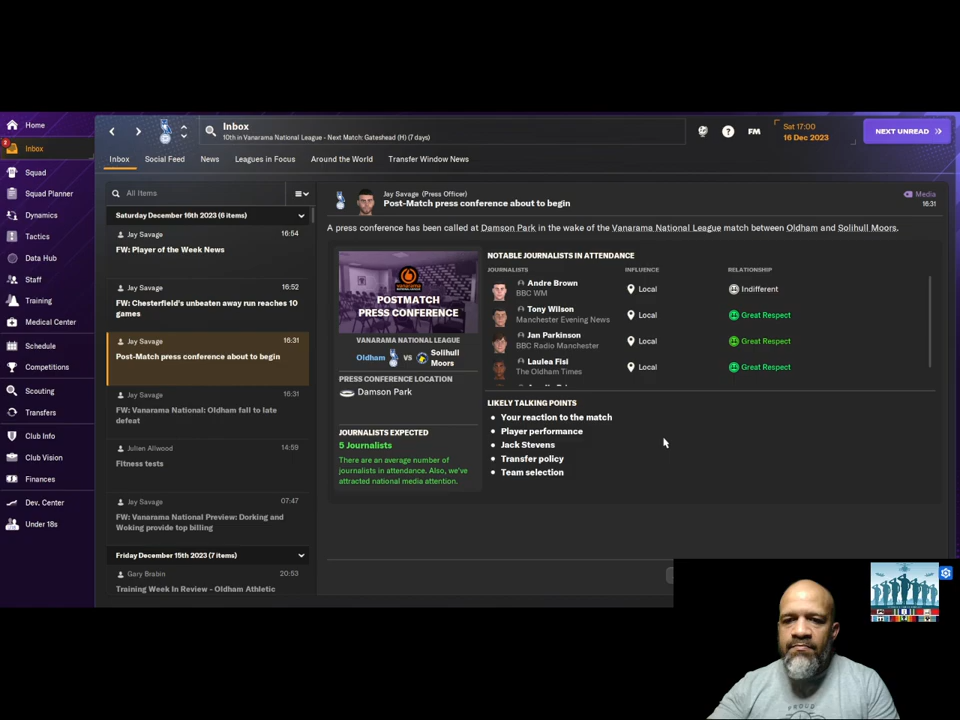 Home
Inbox
10th in Vanarama National League - Next Match: Gateshead (H) (7 days)
FM
Sat 17:00
16 Dec 2023
NEXT UNREAD
3
Inbox
Inbox
Social Feed
News
Leagues in Focus
Around the World
Transfer Window News
Squad
Squad Planner
Dynamics
Tactics
Data Hub
Staff
Training
Medical Center
Schedule
Competitions
Scouting
Transfers
Club Info
Club Vision
Finances
Dev. Center
Under 18s
All Items
Saturday December 16th 2023 (6 items)
Jay Savage
16:54
FW: Player of the Week News
Jay Savage
16:52
FW: Chesterfield's unbeaten away run reaches 10
games
Jay Savage
16:31
Post-Match press conference about to begin
Jay Savage
16:31
FW: Vanarama National: Oldham fall to late
defeat
Julien Allwood
14:59
Fitness tests
Jay Savage
07:47
FW: Vanarama National Preview: Dorking and
Woking provide top billing
Friday December 15th 2023 (7 items)
Gary Brabin
20:53
Training Week In Review - Oldham Athletic
Jay Savage (Press Officer)
Post-Match press conference about to begin
Media
16:31
A press conference has been called at Damson Park in the wake of the Vanarama National League match between Oldham and Solihull Moors.
POSTMATCH
PRESS CONFERENCE
VANARAMA NATIONAL LEAGUE
Oldham VS Solihull
Moors
PRESS CONFERENCE LOCATION
Damson Park
JOURNALISTS EXPECTED
5 Journalists
There are an average number of
journalists in attendance. Also, we've
attracted national media attention.
NOTABLE JOURNALISTS IN ATTENDANCE
JOURNALISTS
INFLUENCE
RELATIONSHIP
Andre Brown
BBC WM
Local
Indifferent
Tony Wilson
Manchester Evening News
Local
Great Respect
Jan Parkinson
BBC Radio Manchester
Local
Great Respect
Laulea Fisi
The Oldham Times
Local
Great Respect
LIKELY TALKING POINTS
Your reaction to the match
Player performance
Jack Stevens
Transfer policy
Team selection
PROUD